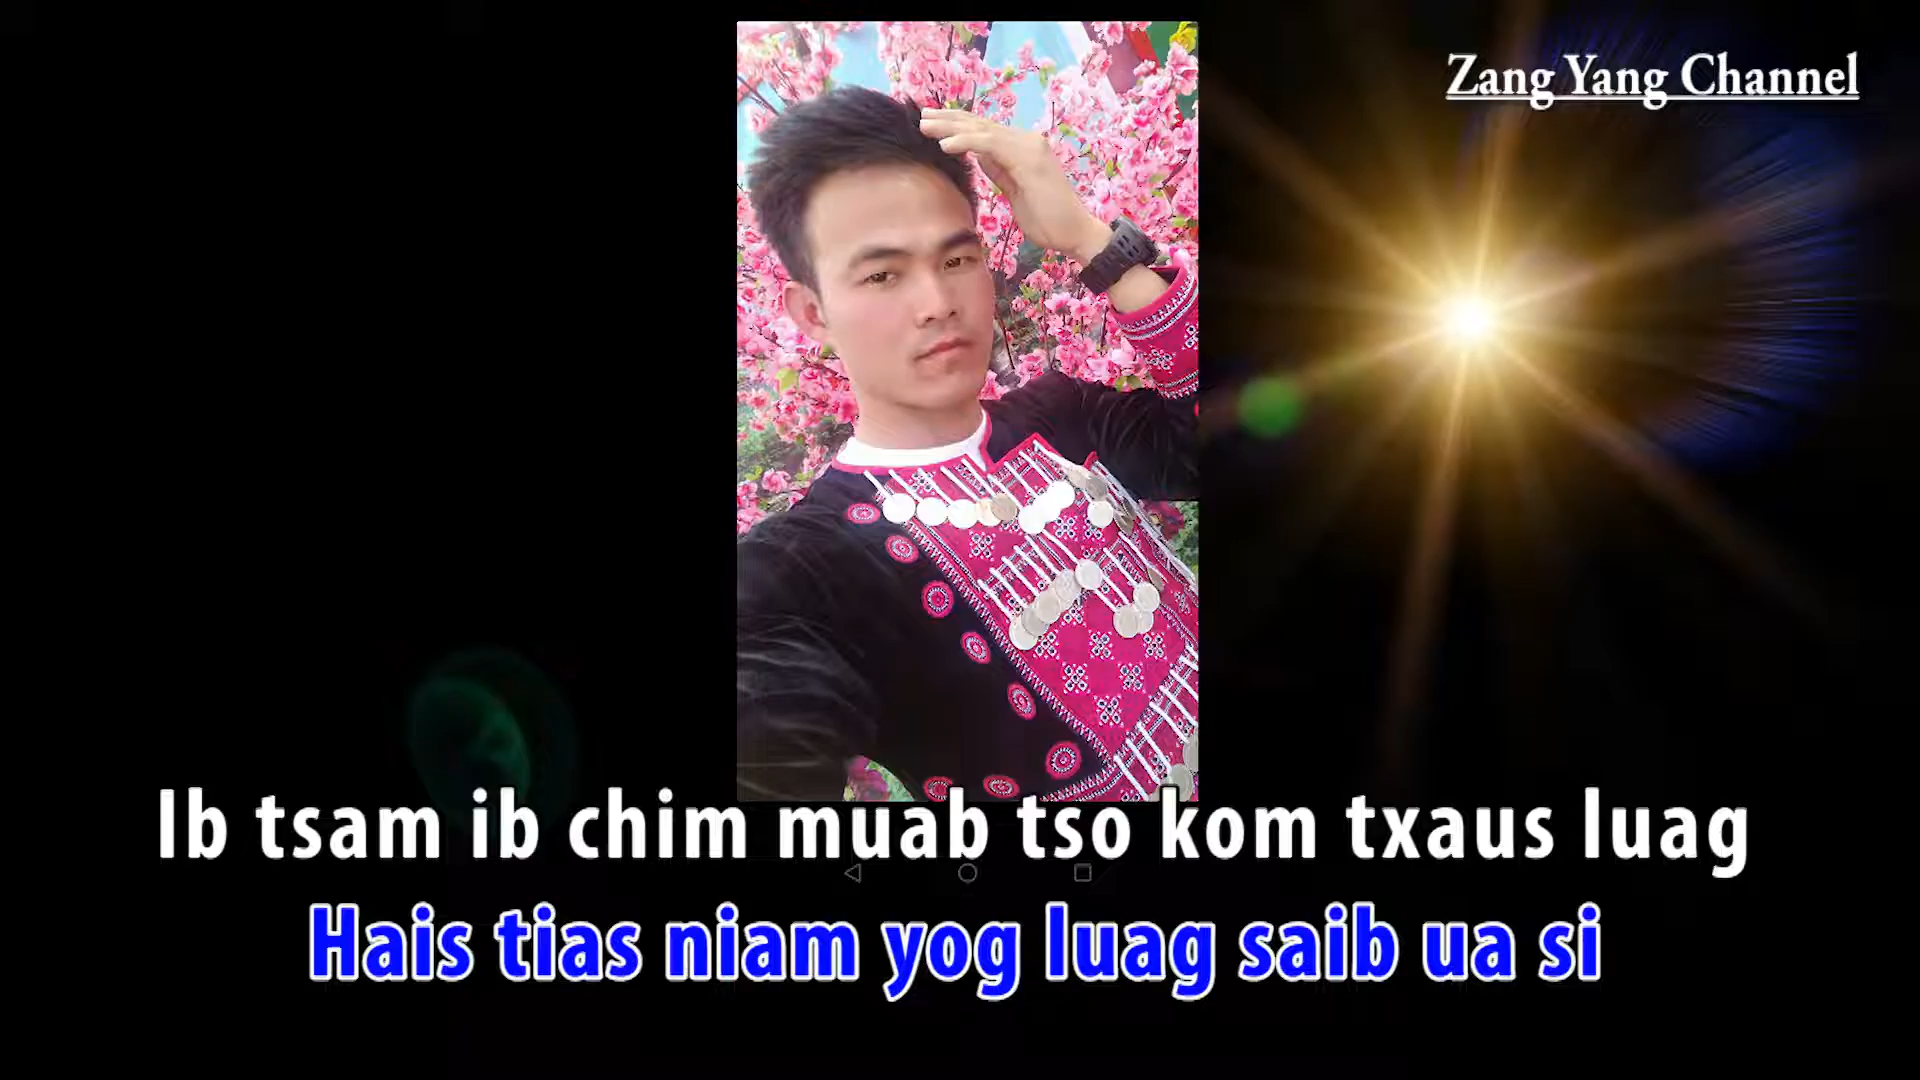 Zang Yang Channel
Ib tsam ib chim muab tso kom txaus luag
Hais tias niam yog luag saib ua si